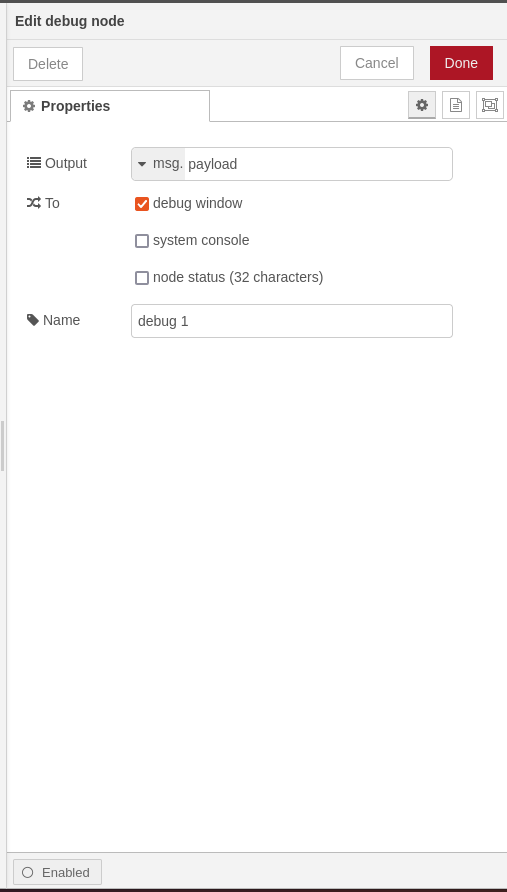 Edit debug node
Delete
Cancel
Done
Properties
Output
msg. payload
To
debug window
system console
node status (32 characters)
Name
debug 1
Enabled